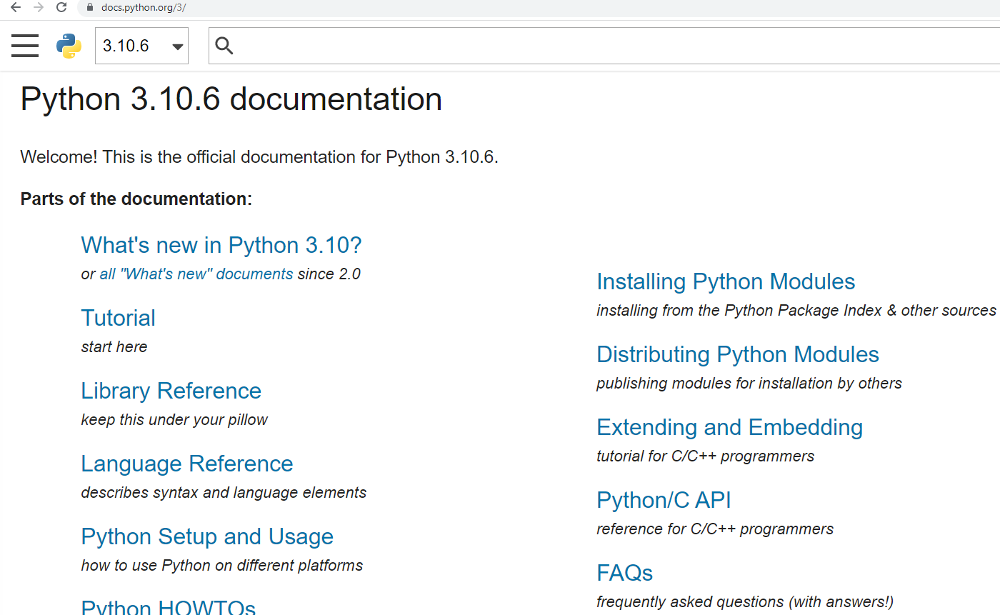 docs.python.org/3/
3.10.6
Python 3.10.6 documentation
Welcome! This is the official documentation for Python 3.10.6.
Parts of the documentation:
What's new in Python 3.10?
or all "What's new" documents since 2.0
Tutorial
start here
Library Reference
keep this under your pillow
Language Reference
describes syntax and language elements
Python Setup and Usage
how to use Python on different platforms
Python HOWTOs
Installing Python Modules
installing from the Python Package Index & other sources
Distributing Python Modules
publishing modules for installation by others
Extending and Embedding
tutorial for C/C++ programmers
Python/C API
reference for C/C++ programmers
FAQs
frequently asked questions (with answers!)